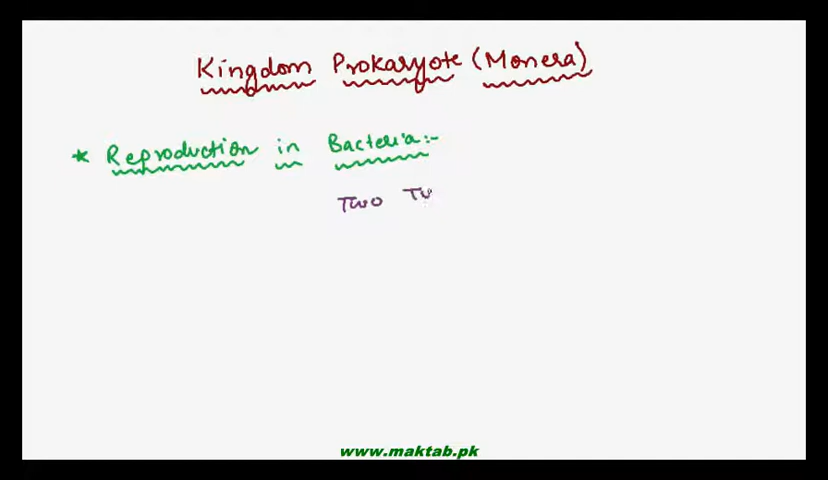 Kingdom Prokaryote (Monera)
* Reproduction in Bacteria:-
Two
www.maktab.pk